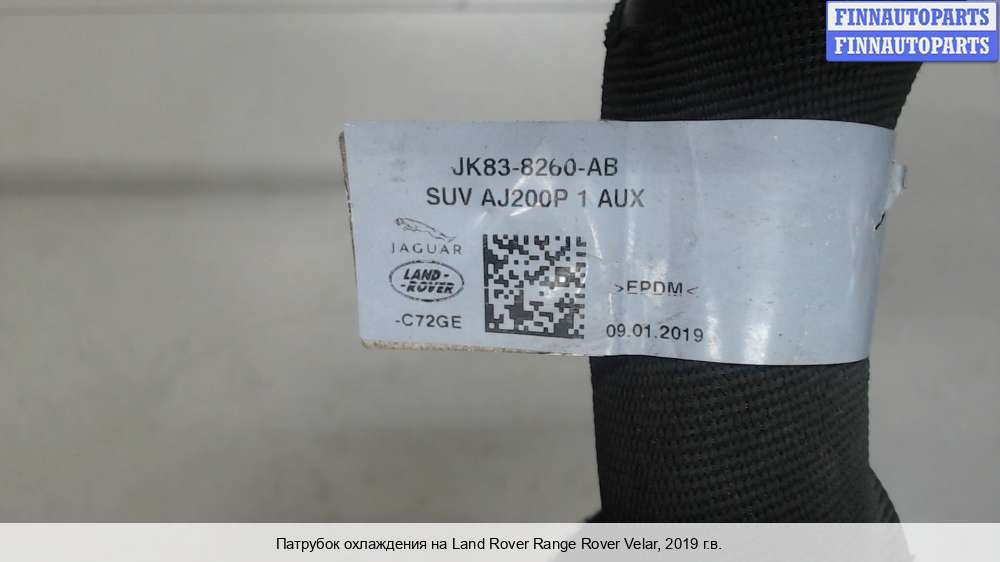 FINNAUTOPARTS
FINNAUTOPARTS
JK83-8260-AB
SUV AJ200P 1 AUX
JAGUAR
LAND-
-ROVER
-C72GE
>EPDM<
09.01.2019
Патрубок охлаждения на Land Rover Range Rover Velar, 2019 г.в.